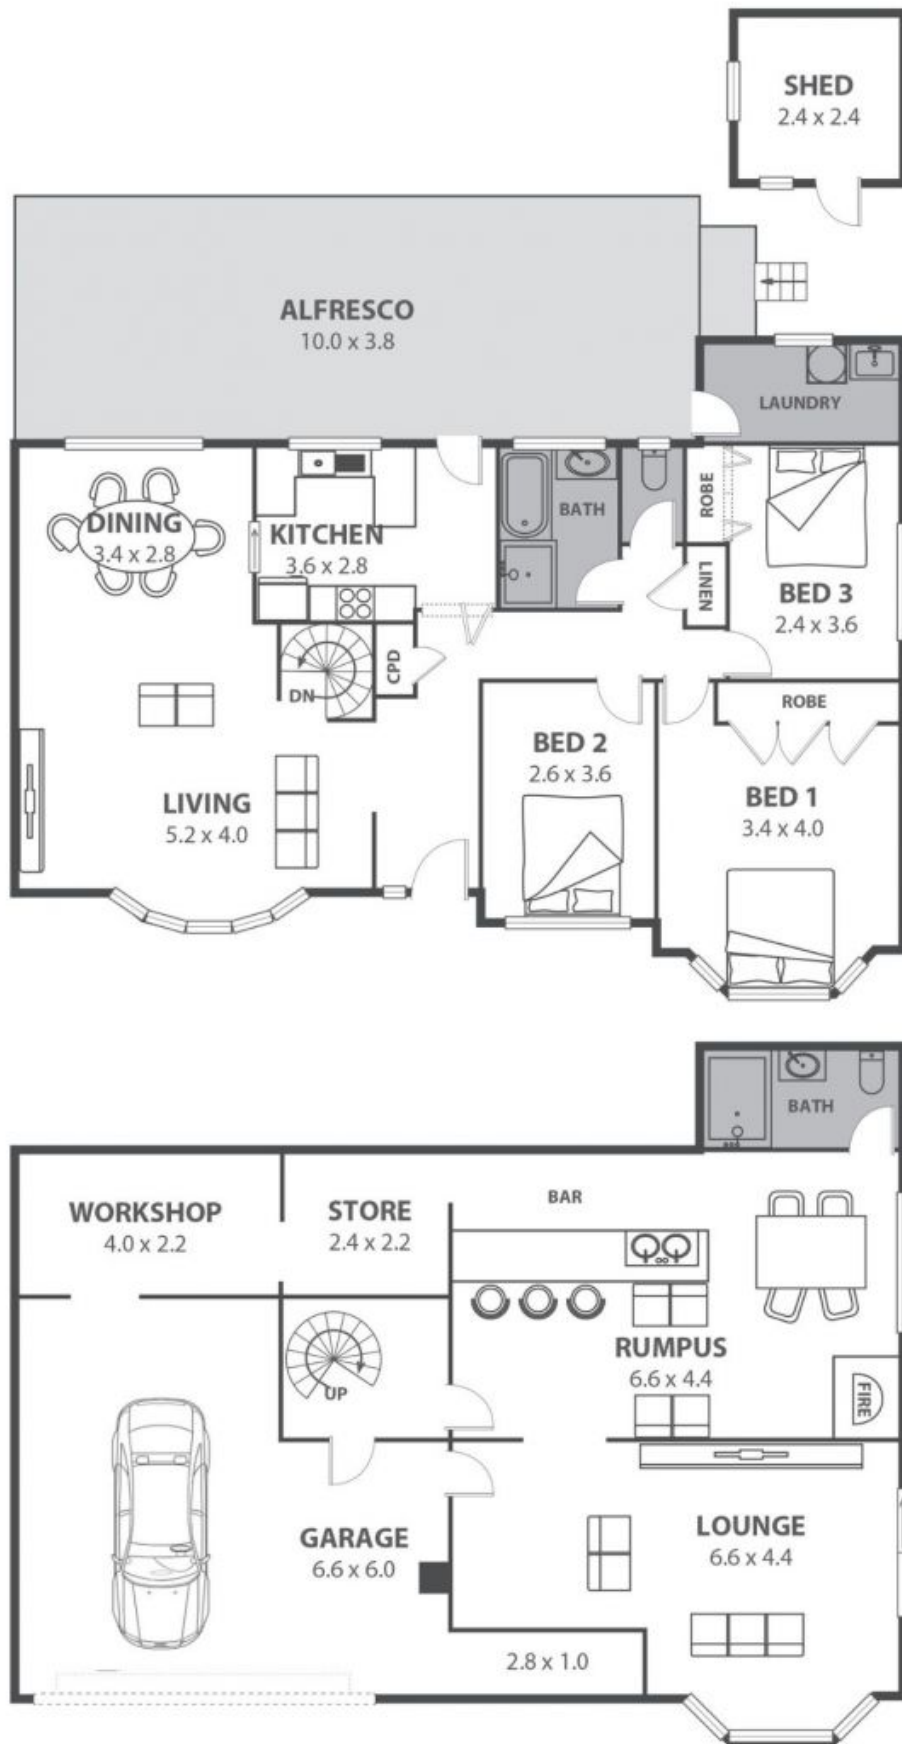 SHED
2.4 x 2.4
ALFRESCO
10.0 x 3.8
LAUNDRY
DINING
3.4 x 2.8
KITCHEN
3.6 x 2.8
BATH
ROBE
LINEN
BED 3
2.4 x 3.6
DN
CPD
ROBE
BED 2
2.6 x 3.6
BED 1
3.4 x 4.0
LIVING
5.2 x 4.0
BATH
WORKSHOP
4.0 x 2.2
STORE
2.4 x 2.2
BAR
RUMPUS
6.6 x 4.4
UP
FIRE
GARAGE
6.6 x 6.0
LOUNGE
6.6 x 4.4
2.8 x 1.0